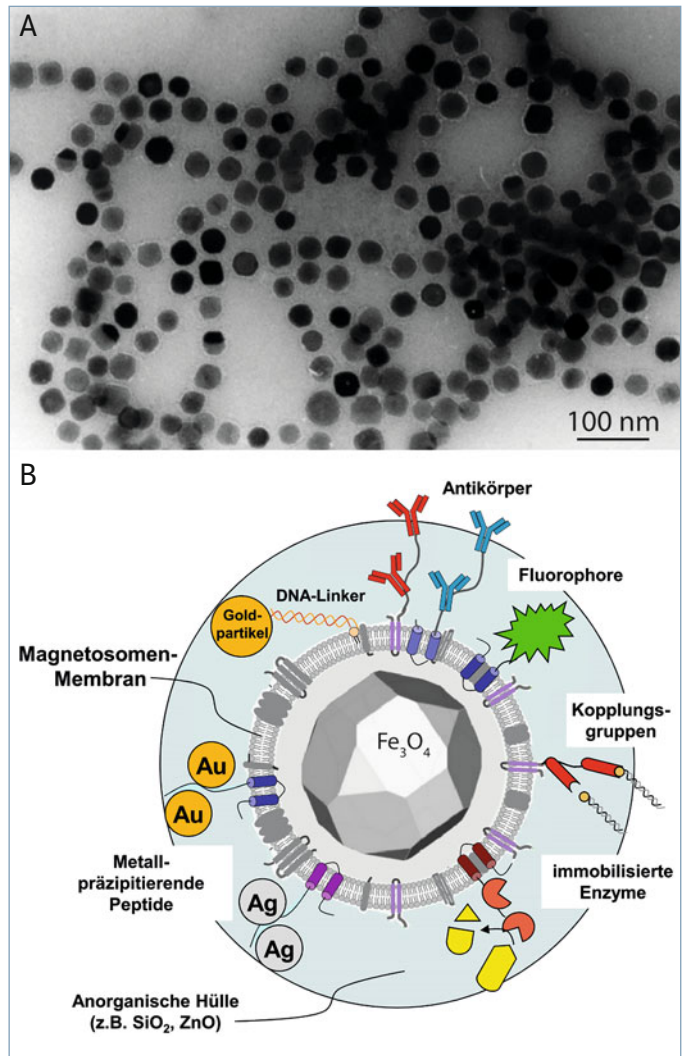 A
100 nm
B
Antikörper
Fluorophore
DNA-Linker
Gold-
partikel
Magnetosomen-
Membran
Fe₃O₄
Kopplungs-
gruppen
Au
Au
Metall-
präzipitierende
Peptide
immobilisierte
Enzyme
Ag
Ag
Anorganische Hülle
(z.B. SiO₂, ZnO)